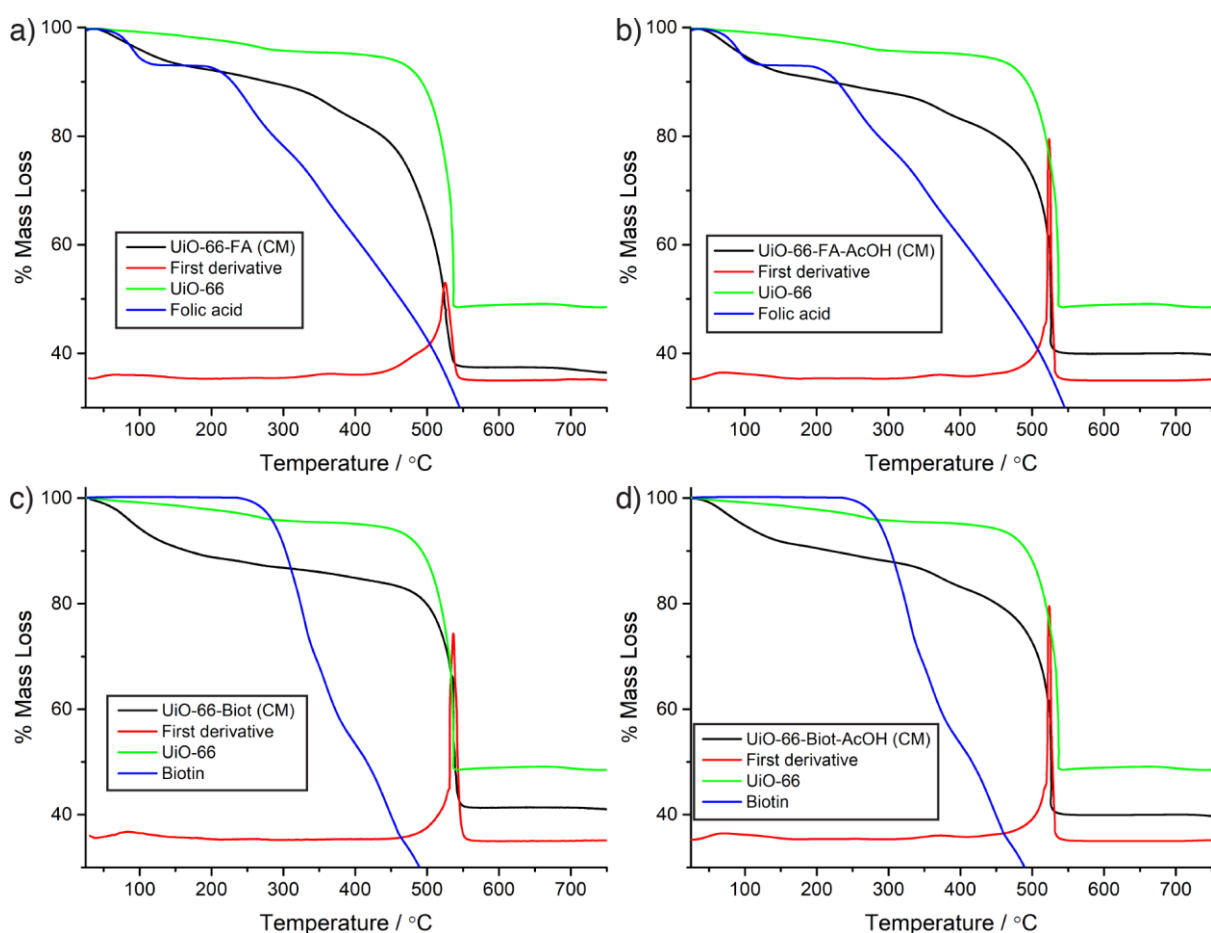 a)
% Mass Loss
100
80
60
40
UiO-66-FA (CM)
First derivative
UiO-66
Folic acid
100 200 300 400 500 600 700
Temperature / °C
b)
% Mass Loss
100
80
60
40
UiO-66-FA-AcOH (CM)
First derivative
UiO-66
Folic acid
100 200 300 400 500 600 700
Temperature / °C
c)
% Mass Loss
100
80
60
40
UiO-66-Biot (CM)
First derivative
UiO-66
Biotin
100 200 300 400 500 600 700
Temperature / °C
d)
% Mass Loss
100
80
60
40
UiO-66-Biot-AcOH (CM)
First derivative
UiO-66
Biotin
100 200 300 400 500 600 700
Temperature / °C